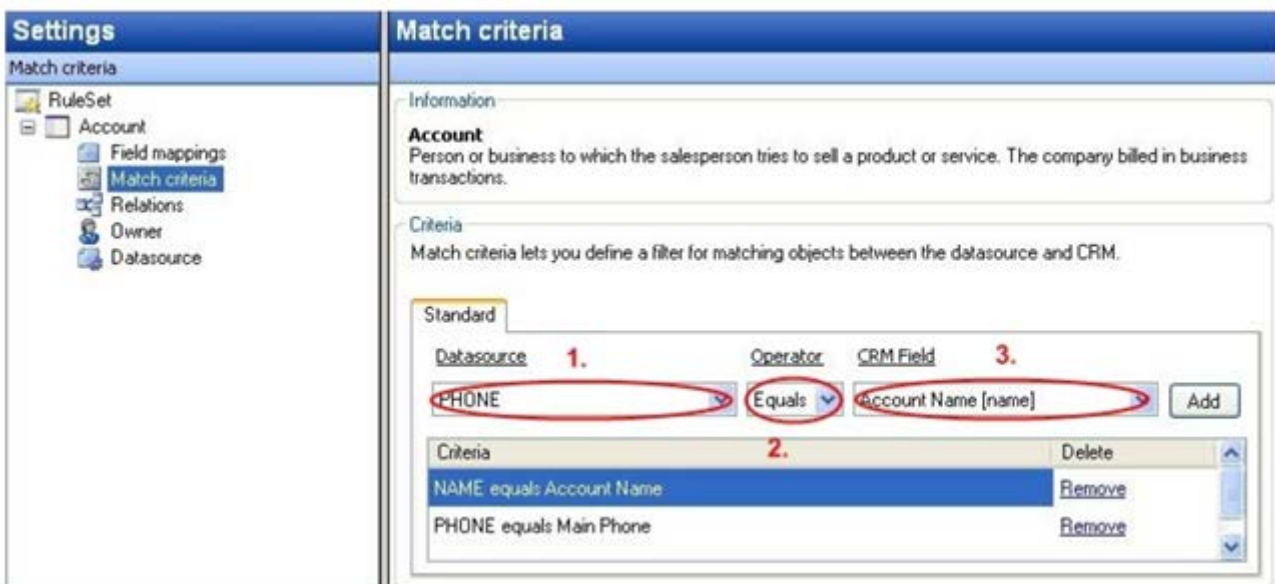 Settings
Match criteria
RuleSet
Account
Field mappings
Match criteria
Relations
Owner
Datasource
Match criteria
Information
Account
Person or business to which the salesperson tries to sell a product or service. The company billed in business
transactions.
Criteria
Match criteria lets you define a filter for matching objects between the datasource and CRM.
Standard
Datasource 1. Operator CRM Field 3.
PHONE Equals Account Name [name] Add
2.
Criteria Delete
NAME equals Account Name Remove
PHONE equals Main Phone Remove